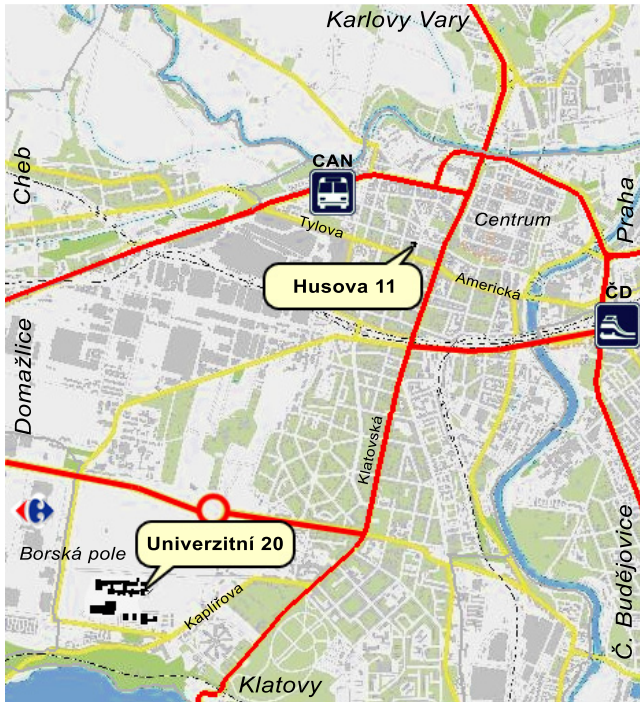 Karlovy Vary
CAN
Cheb
Centrum
Praha
Tylova
Husova 11
Americká
ČD
Domažlice
Klatovská
Borská pole
Univerzitní 20
Kaplířova
Č. Budějovice
Klatovy